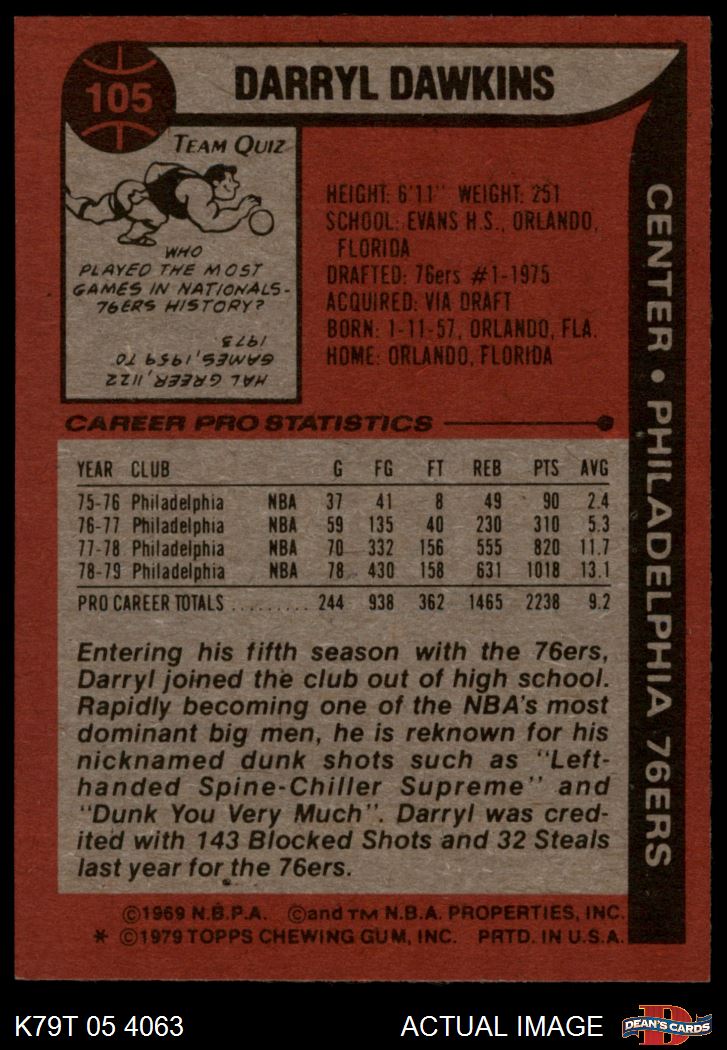 105
DARRYL DAWKINS
TEAM QUIZ
WHO
PLAYED THE MOST
GAMES IN NATIONALS-
76ERS HISTORY?
HAL GREER, 1122
GAMES, 1959 TO
1973
HEIGHT: 6'11" WEIGHT: 251
SCHOOL: EVANS H.S., ORLANDO,
FLORIDA
DRAFTED: 76ers #1-1975
ACQUIRED: VIA DRAFT
BORN: 1-11-57, ORLANDO, FLA.
HOME: ORLANDO, FLORIDA
CENTER • PHILADELPHIA 76ERS
CAREER PRO STATISTICS
YEAR CLUB G FG FT REB PTS AVG
75-76 Philadelphia NBA 37 41 8 49 90 2.4
76-77 Philadelphia NBA 59 135 40 230 310 5.3
77-78 Philadelphia NBA 70 332 156 555 820 11.7
78-79 Philadelphia NBA 78 430 158 631 1018 13.1
PRO CAREER TOTALS ......... 244 938 362 1465 2238 9.2
Entering his fifth season with the 76ers,
Darryl joined the club out of high school.
Rapidly becoming one of the NBA's most
dominant big men, he is reknown for his
nicknamed dunk shots such as "Left-
handed Spine-Chiller Supreme" and
"Dunk You Very Much". Darryl was cred-
ited with 143 Blocked Shots and 32 Steals
last year for the 76ers.
©1969 N.B.P.A. ©and TM N.B.A. PROPERTIES, INC.
* ©1979 TOPPS CHEWING GUM, INC. PRTD. IN U.S.A.
K79T 05 4063
ACTUAL IMAGE
D
DEAN'S CARDS